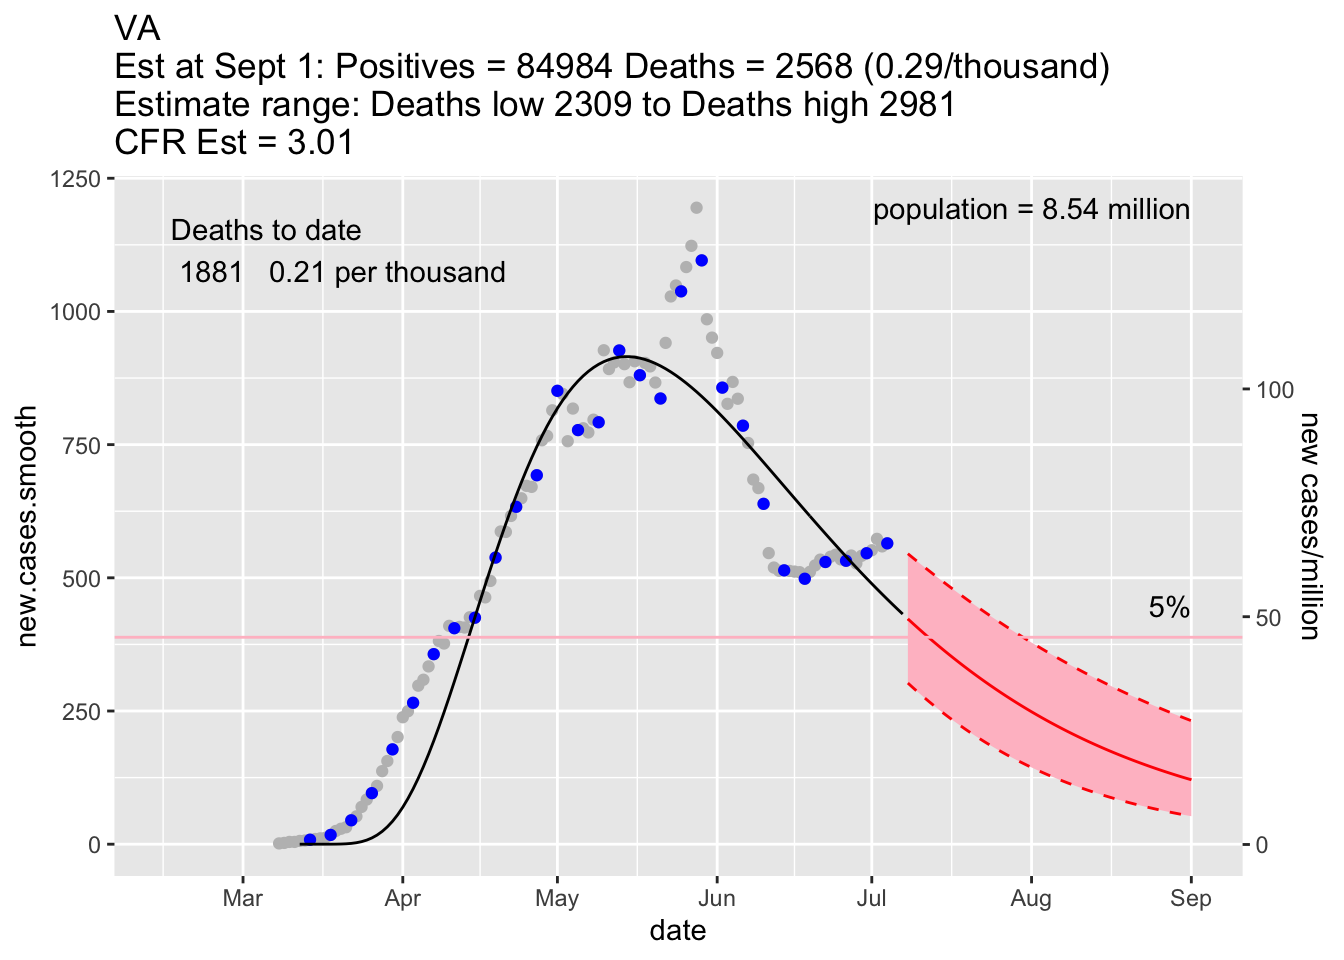 VA
Est at Sept 1: Positives = 84984 Deaths = 2568 (0.29/thousand)
Estimate range: Deaths low 2309 to Deaths high 2981
CFR Est = 3.01
Deaths to date
1881 0.21 per thousand
population = 8.54 million
5%
new.cases.smooth
1250
1000
750
500
250
0
new cases/million
100
50
0
Mar Apr May Jun Jul Aug Sep
date